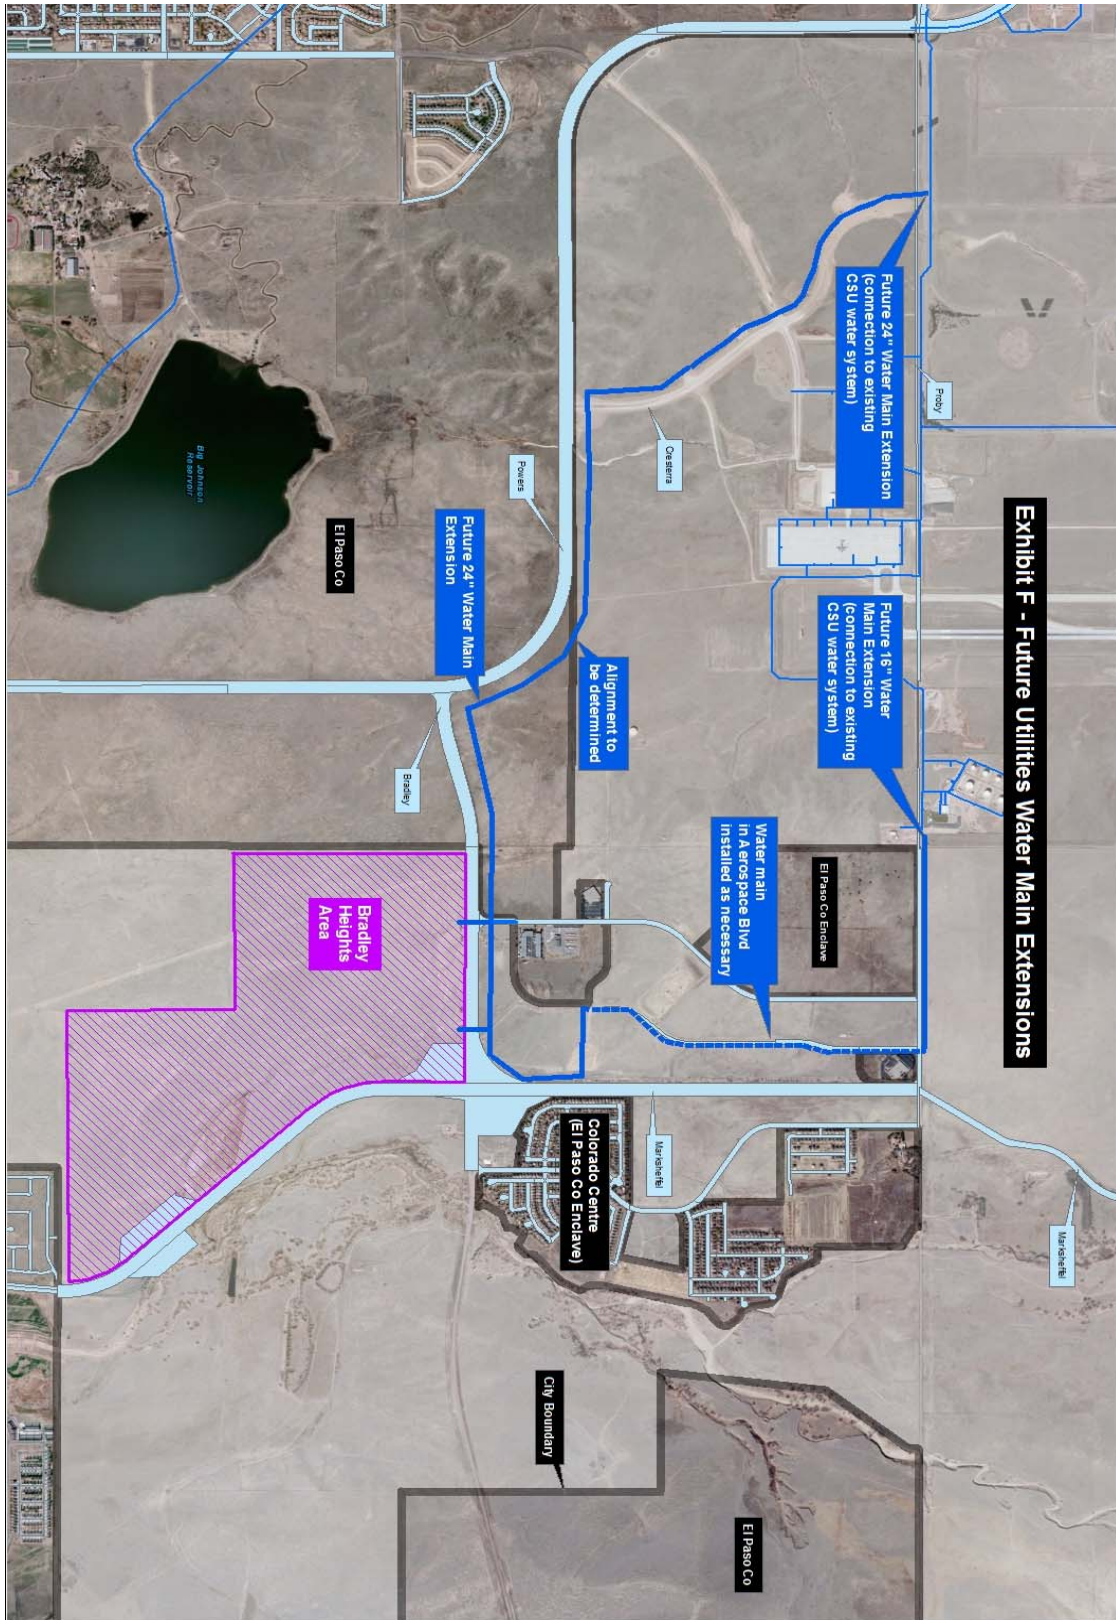 Exhibit F - Future Utilities Water Main Extensions
Proby
Future 24" Water Main Extension
(connection to existing
CSU water system)
Future 16" Water
Main Extension
(connection to existing
CSU water system)
Marksheffel
El Paso Co Enclave
Water main
in Aerospace Blvd
installed as necessary
Cresterra
Alignment to
be determined
Marksheffel
El Paso Co
Powers
Colorado Centre
(El Paso Co Enclave)
City Boundary
Future 24" Water Main
Extension
Bradley
El Paso Co
Bradley
Heights
Area
Big Johnson
Reservoir